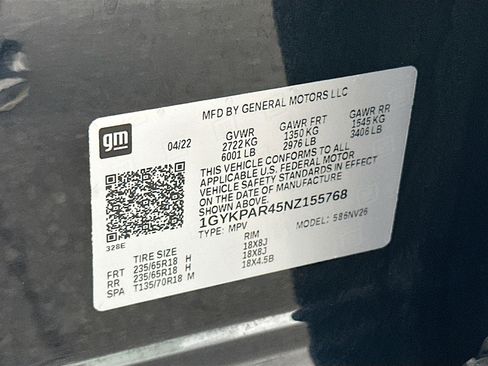 MFD BY GENERAL MOTORS LLC
gm
04/22
GVWR GAWR FRT GAWR RR
2722 KG 1350 KG 1545 KG
6001 LB 2976 LB 3406 LB
THIS VEHICLE CONFORMS TO ALL
APPLICABLE U.S. FEDERAL MOTOR
VEHICLE SAFETY STANDARDS IN EFFECT
ON THE DATE OF MANUFACTURE
SHOWN ABOVE.
1GYKPAR45NZ155768
TYPE: MPV MODEL: 586NV26
328E
TIRE SIZE RIM
FRT 235/65R18 H 18X8J
RR 235/65R18 H 18X8J
SPA T135/70R18 M 18X4.5B